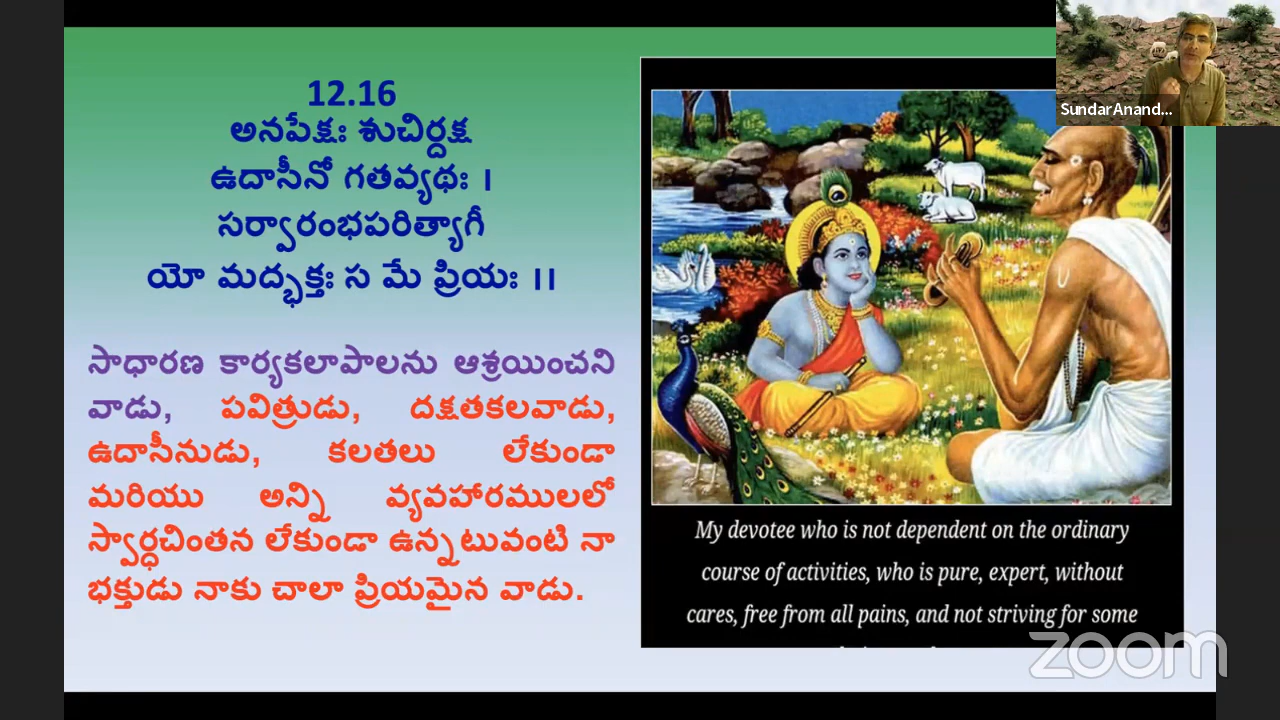 12.16
అనపేక్షః శుచిర్దక్ష
ఉదాసీనో గతవ్యథః ।
సర్వారంభపరిత్యాగీ
యో మద్భక్తః స మే ప్రియః ।।
సాధారణ కార్యకలాపాలను ఆశ్రయించని
వాడు, పవిత్రుడు, దక్షతకలవాడు,
ఉదాసీనుడు, కలతలు లేకుండా
మరియు అన్ని వ్యవహారములలో
స్వార్ధచింతన లేకుండా ఉన్నటువంటి నా
భక్తుడు నాకు చాలా ప్రియమైన వాడు.
SundarAnand...
My devotee who is not dependent on the ordinary
course of activities, who is pure, expert, without
cares, free from all pains, and not striving for some
zoom